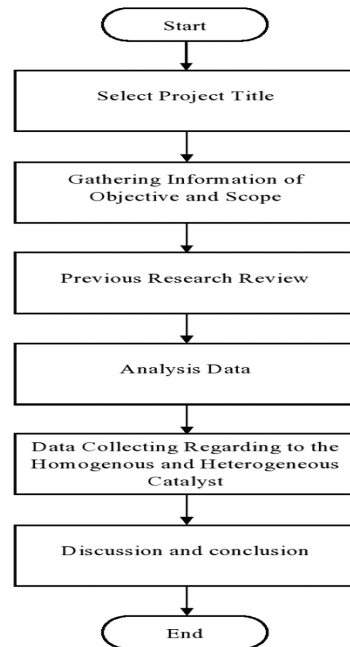 Start
Select Project Title
Gathering Information of
Objective and Scope
Previous Research Review
Analysis Data
Data Collecting Regarding to the
Homogenous and Heterogeneous
Catalyst
Discussion and conclusion
End